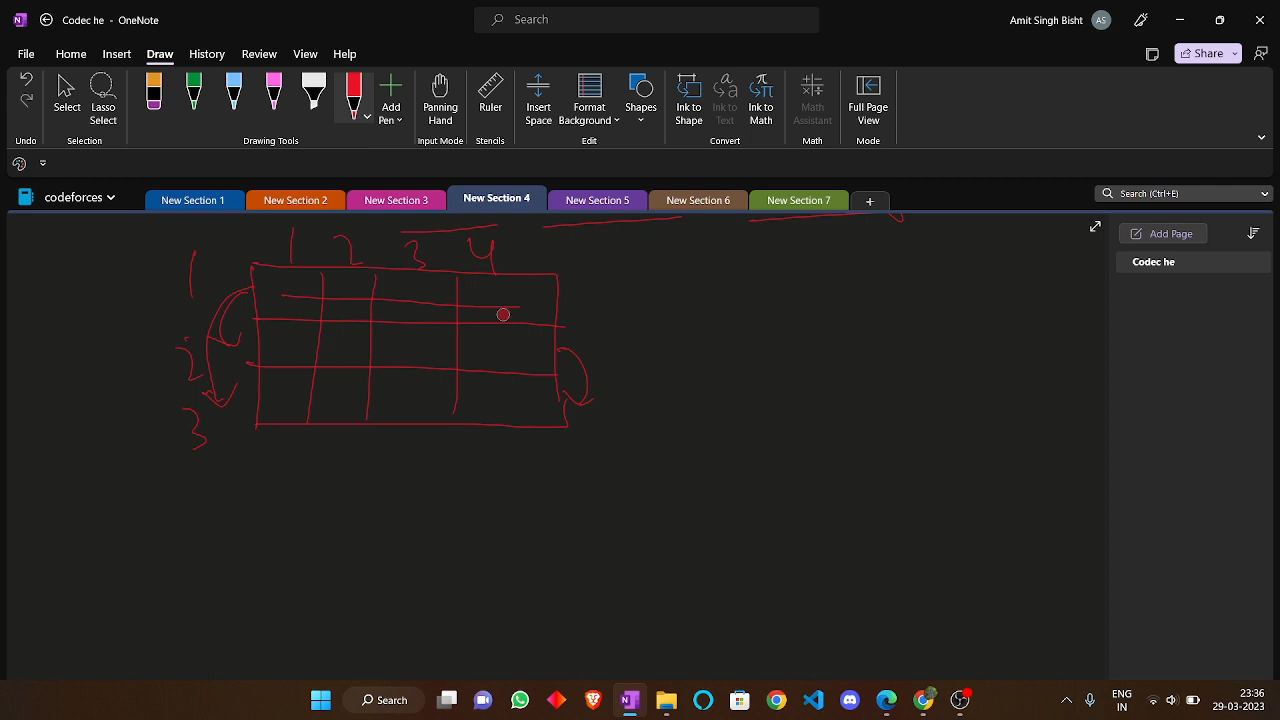 Codec he - OneNote
Search
Amit Singh Bisht
AS
File Home Insert Draw History Review View Help
Share
Undo
Select
Lasso Select
Selection
Drawing Tools
Add Pen
Panning Hand
Input Mode
Ruler
Stencils
Insert Space
Format Background
Shapes
Edit
Ink to Shape
Ink to Text
Ink to Math
Convert
Math Assistant
Math
Full Page View
Mode
codeforces
New Section 1
New Section 2
New Section 3
New Section 4
New Section 5
New Section 6
New Section 7
+
Search (Ctrl+E)
Add Page
Codec he
1 2 3 4
1
2
3
Search
ENG IN
23:36
29-03-2023